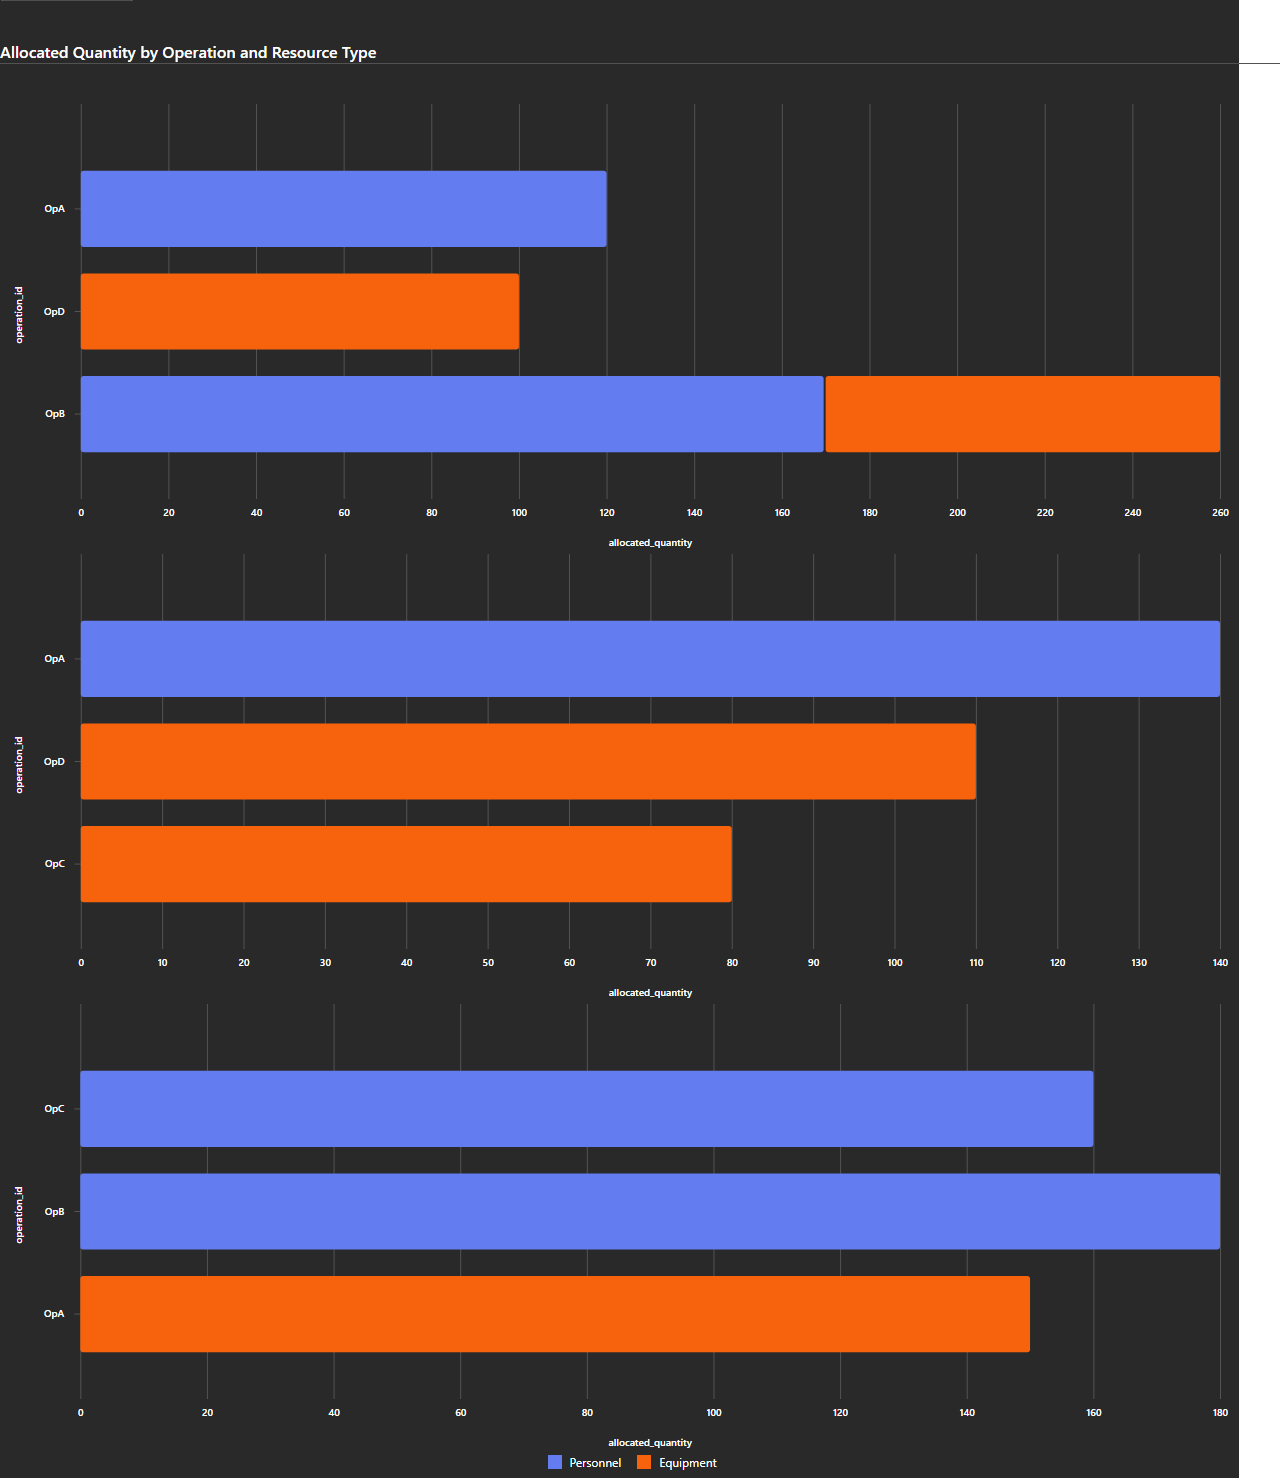 Allocated Quantity by Operation and Resource Type
operation_id
OpA
OpD
OpB
0 20 40 60 80 100 120 140 160 180 200 220 240 260
allocated_quantity
operation_id
OpA
OpD
OpC
0 10 20 30 40 50 60 70 80 90 100 110 120 130 140
allocated_quantity
operation_id
OpC
OpB
OpA
0 20 40 60 80 100 120 140 160 180
allocated_quantity
Personnel Equipment